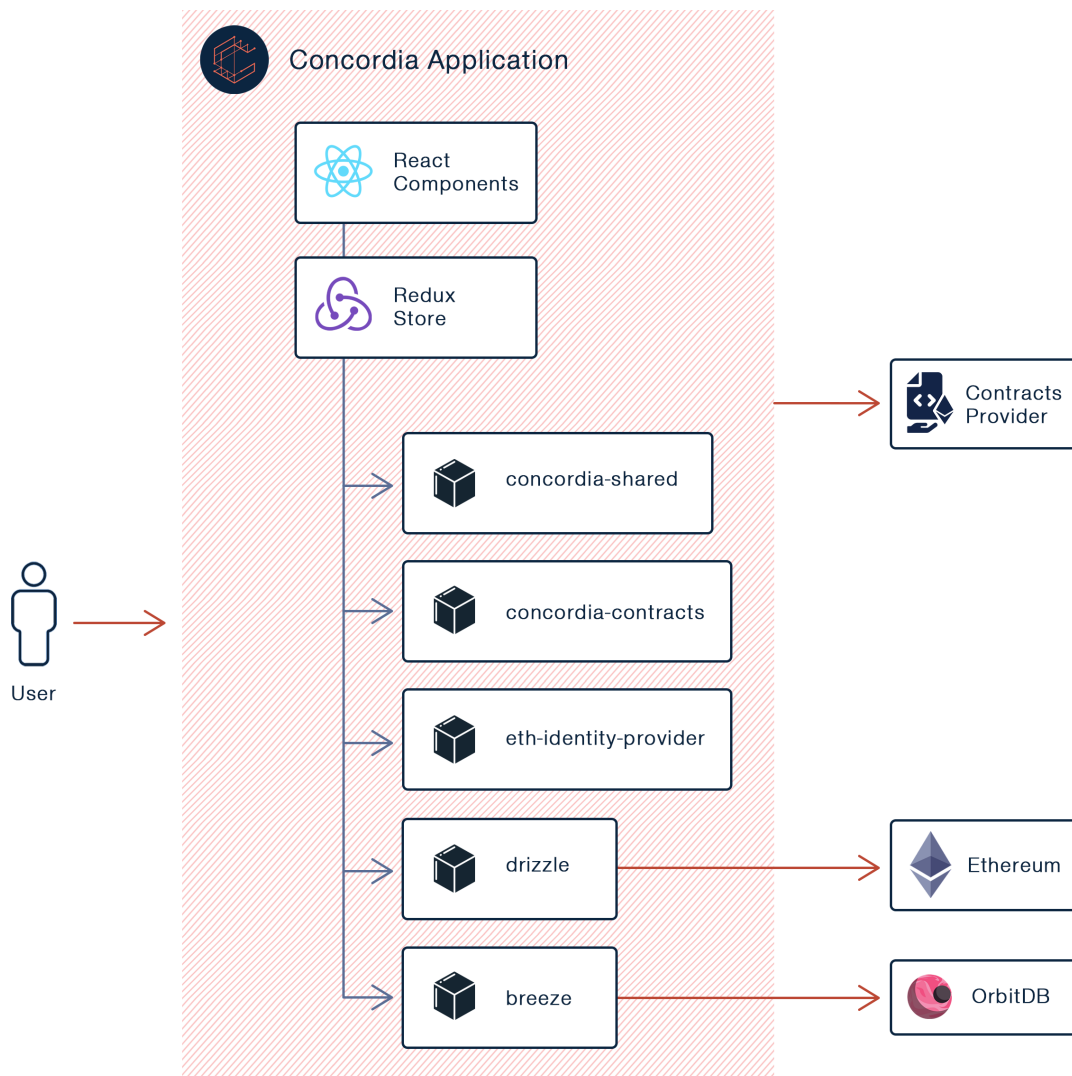 Concordia Application
React
Components
Redux
Store
Contracts
Provider
concordia-shared
concordia-contracts
User
eth-identity-provider
drizzle
Ethereum
breeze
OrbitDB